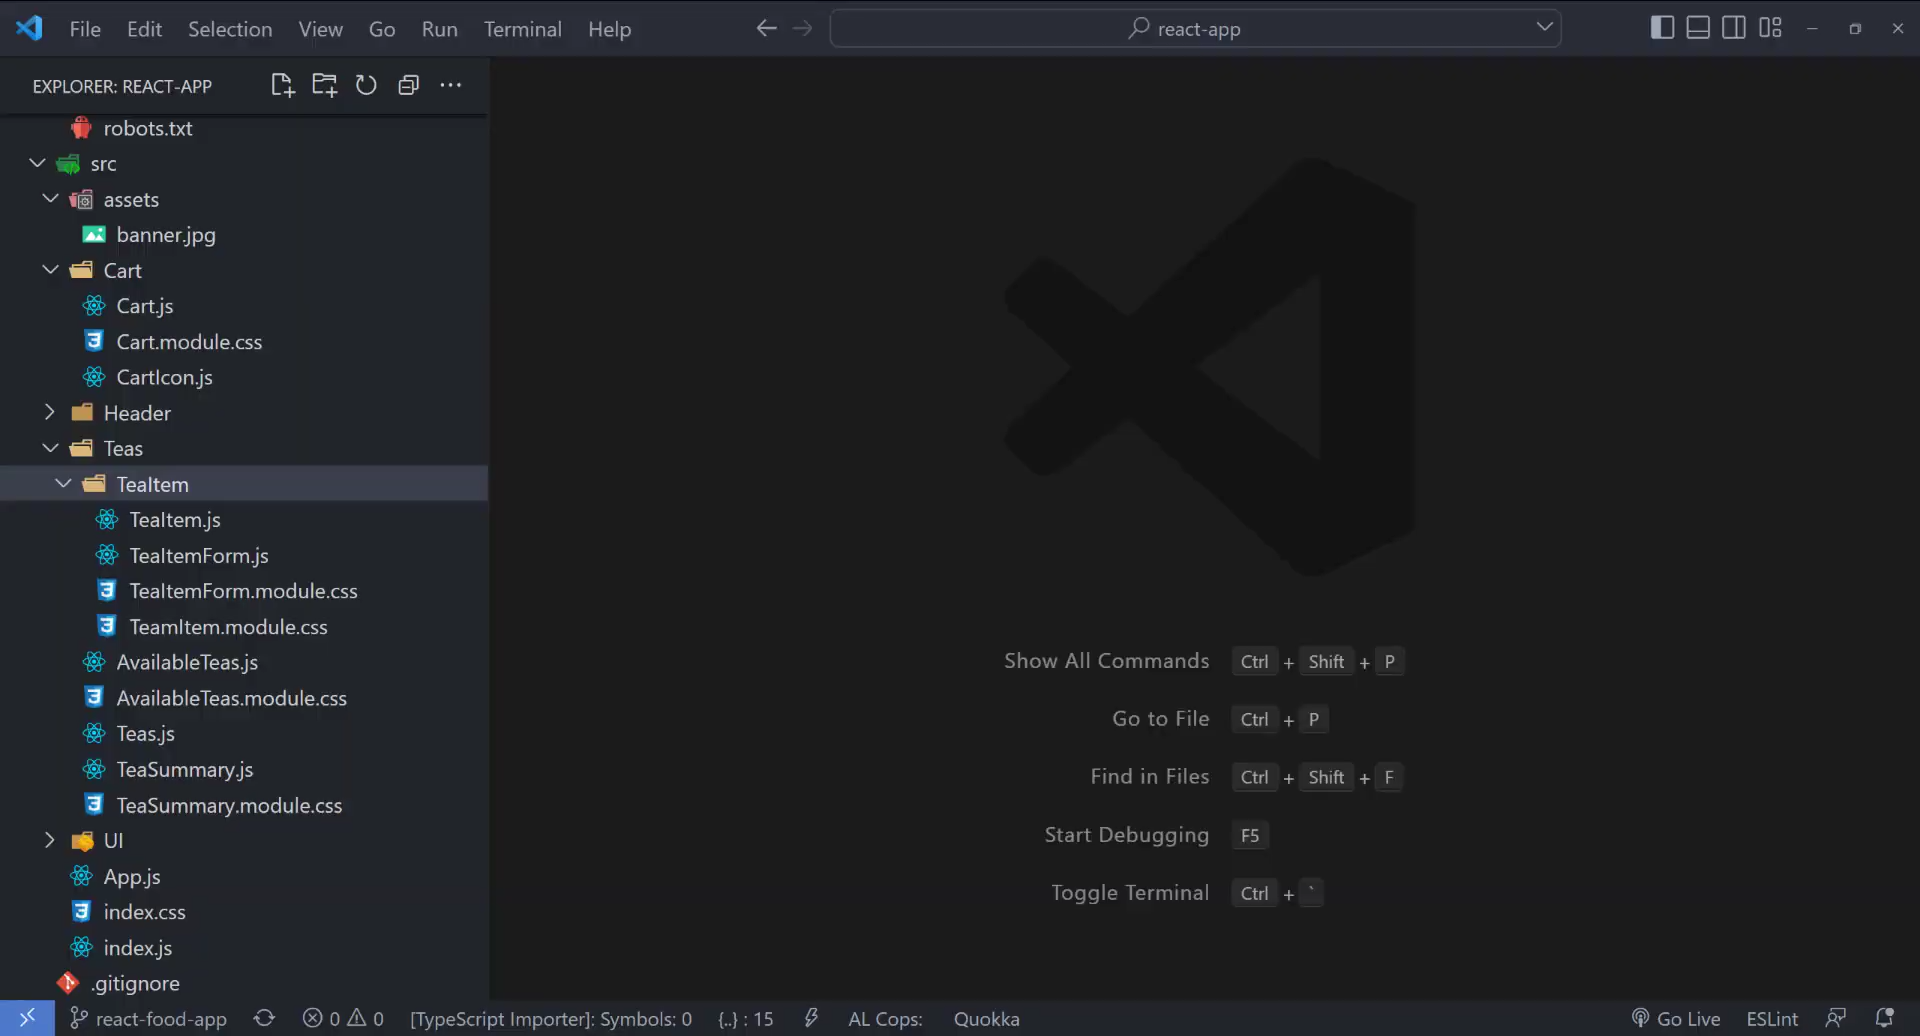 File Edit Selection View Go Run Terminal Help
react-app
EXPLORER: REACT-APP
robots.txt
src
assets
banner.jpg
Cart
Cart.js
Cart.module.css
CartIcon.js
Header
Teas
TeaItem
TeaItem.js
TeaItemForm.js
TeaItemForm.module.css
TeamItem.module.css
AvailableTeas.js
AvailableTeas.module.css
Teas.js
TeaSummary.js
TeaSummary.module.css
UI
App.js
index.css
index.js
.gitignore
Show All Commands Ctrl + Shift + P
Go to File Ctrl + P
Find in Files Ctrl + Shift + F
Start Debugging F5
Toggle Terminal Ctrl + `
react-food-app 0 0 [TypeScript Importer]: Symbols: 0 {..} : 15 AL Cops: Quokka Go Live ESLint